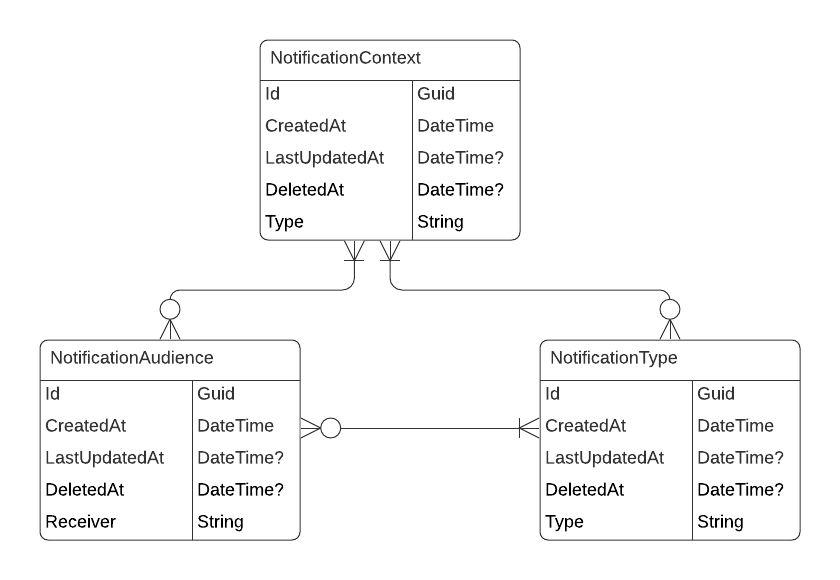 NotificationContext
Id Guid
CreatedAt DateTime
LastUpdatedAt DateTime?
DeletedAt DateTime?
Type String
NotificationAudience
Id Guid
CreatedAt DateTime
LastUpdatedAt DateTime?
DeletedAt DateTime?
Receiver String
NotificationType
Id Guid
CreatedAt DateTime
LastUpdatedAt DateTime?
DeletedAt DateTime?
Type String